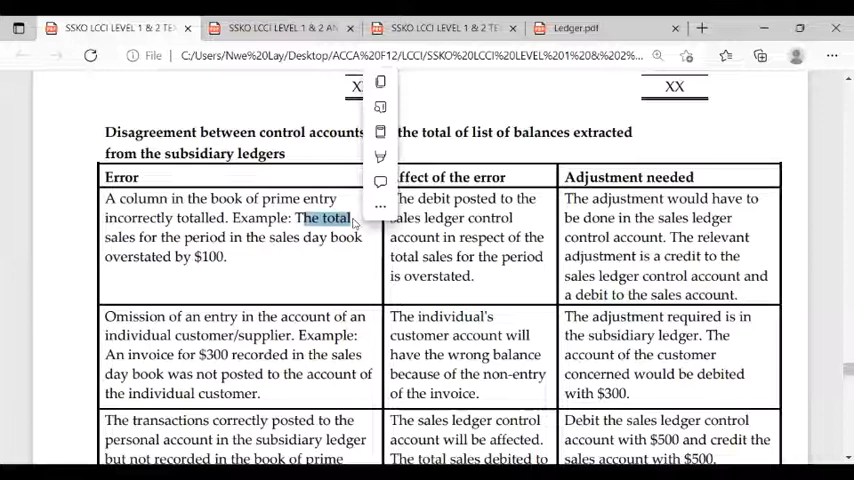 SSKO LCCI LEVEL 1 & 2 TE
SSKO LCCI LEVEL 1 & 2 AN
SSKO LCCI LEVEL 1 & 2 TE
Ledger.pdf
File
C:/Users/Nwe%20Lay/Desktop/ACCA%20F12/LCCI/SSKO%20LCCI%20LEVEL%201%20&%202%...
XX
Disagreement between control accounts the total of list of balances extracted
from the subsidiary ledgers
Error
ffect of the error
Adjustment needed
A column in the book of prime entry
incorrectly totalled. Example: The total
sales for the period in the sales day book
overstated by $100.
he debit posted to the
sales ledger control
account in respect of the
total sales for the period
is overstated.
The adjustment would have to
be done in the sales ledger
control account. The relevant
adjustment is a credit to the
sales ledger control account and
a debit to the sales account.
Omission of an entry in the account of an
individual customer/supplier. Example:
An invoice for $300 recorded in the sales
day book was not posted to the account of
the individual customer.
The individual's
customer account will
have the wrong balance
because of the non-entry
of the invoice.
The adjustment required is in
the subsidiary ledger. The
account of the customer
concerned would be debited
with $300.
The transactions correctly posted to the
personal account in the subsidiary ledger
but not recorded in the book of prime
The sales ledger control
account will be affected.
The total sales debited to
Debit the sales ledger control
account with $500 and credit the
sales account with $500.